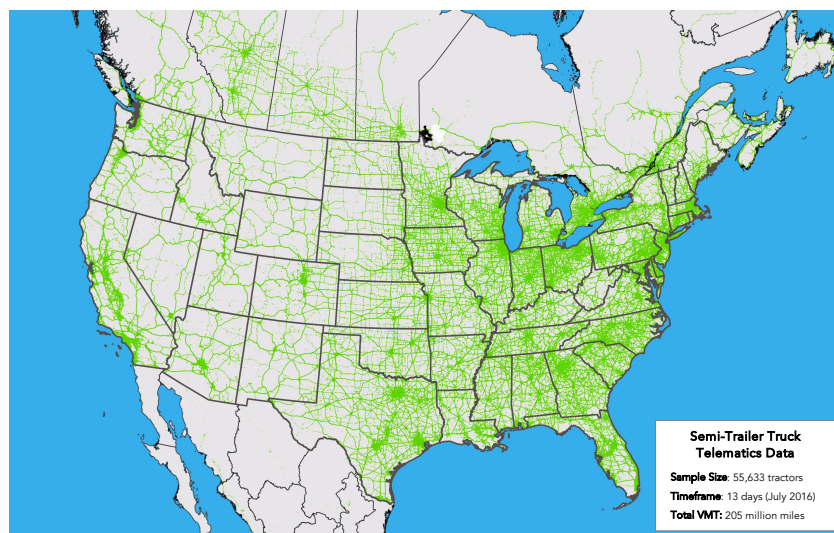 Semi-Trailer Truck
Telematics Data
Sample Size: 55,633 tractors
Timeframe: 13 days (July 2016)
Total VMT: 205 million miles